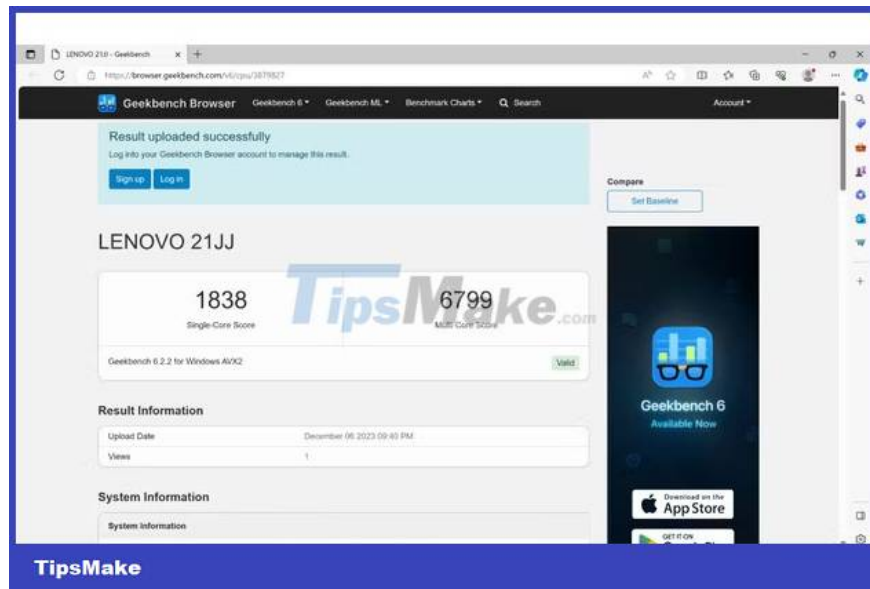 LENOVO 21JJ - Geekbench
https://browser.geekbench.com/v6/cpu/3879827
Geekbench Browser Geekbench 6 Geekbench ML Benchmark Charts Search Account
Result uploaded successfully
Log into your Geekbench Browser account to manage this result.
Sign up Log in
Compare
Set Baseline
LENOVO 21JJ
1838 6799
Single-Core Score Multi-Core Score
TipsMake.com
Geekbench 6.2.2 for Windows AVX2 Valid
Result Information
Upload Date December 06 2023 09:40 PM
Views 1
System Information
System Information
Geekbench 6
Available Now
Download on the
App Store
GET IT ON
TipsMake